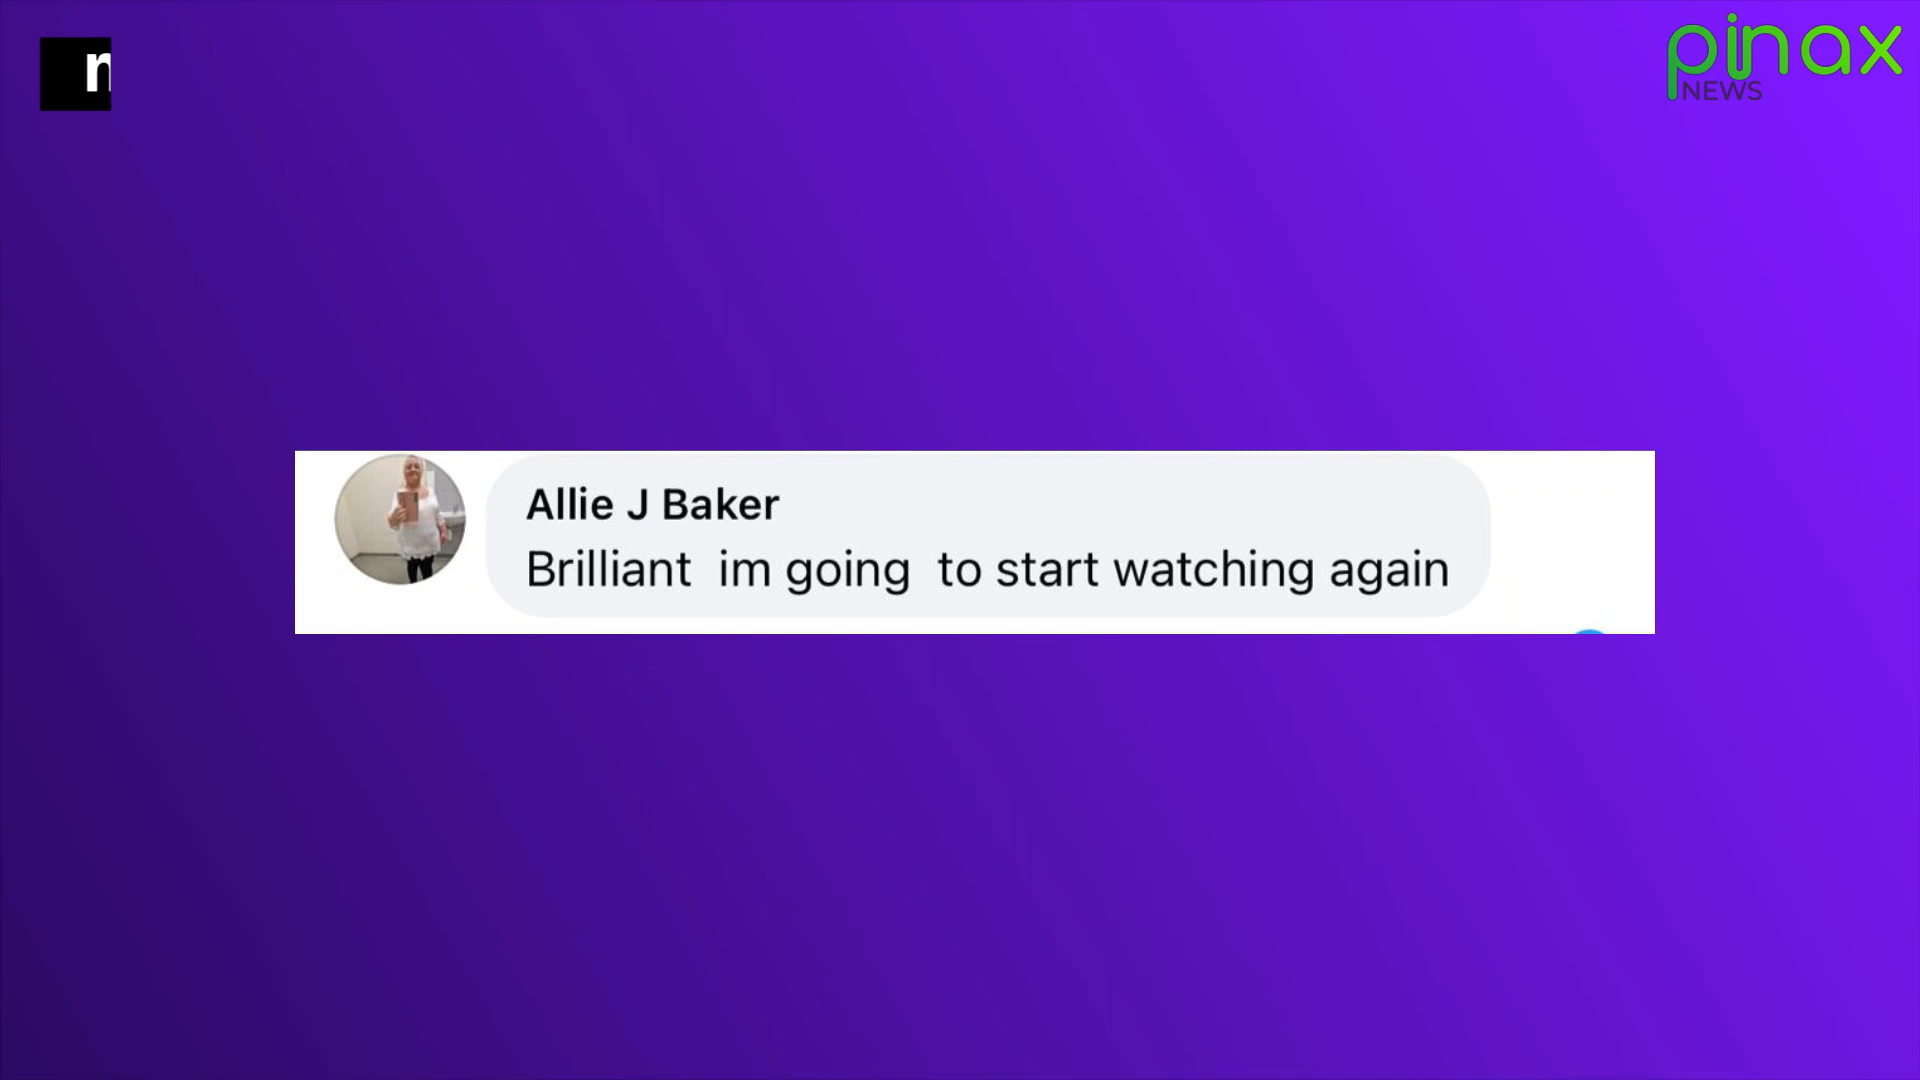 n
pinax
NEWS
Allie J Baker
Brilliant  im going  to start watching again